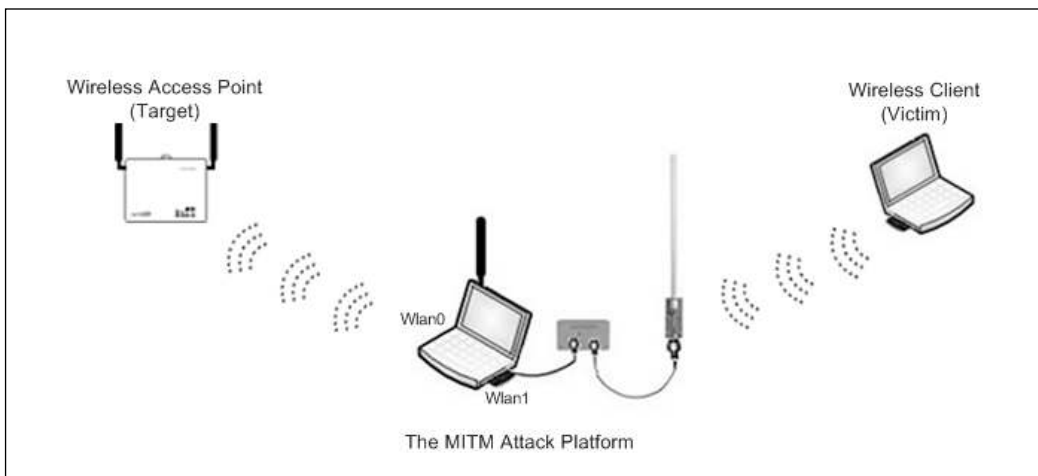 Wireless Access Point
(Target)
Wireless Client
(Victim)
Wlan0
Wlan1
The MITM Attack Platform